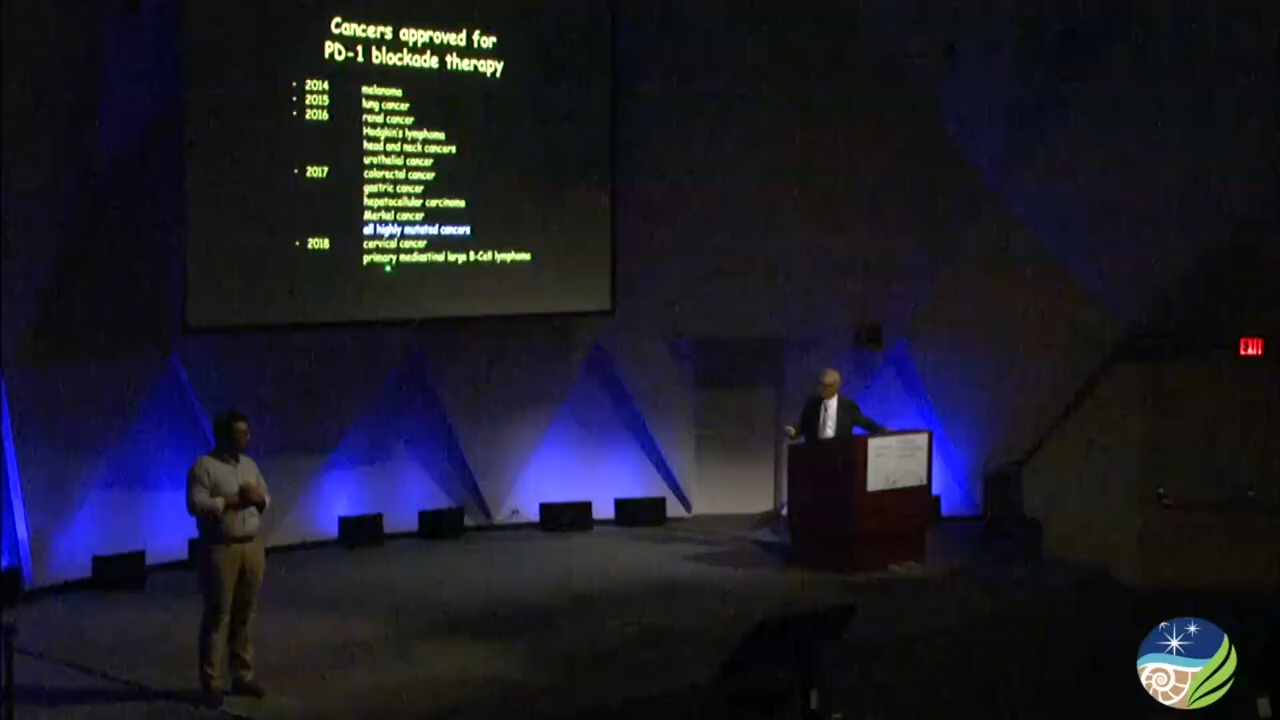 Cancers approved for
PD-1 blockade therapy
• 2014 melanoma
• 2015 lung cancer
• 2016 renal cancer
Hodgkin's lymphoma
head and neck cancers
urothelial cancer
• 2017 colorectal cancer
gastric cancer
hepatocellular carcinoma
Merkel cancer
all highly mutated cancers
• 2018 cervical cancer
primary mediastinal large B-Cell lymphoma
EXIT